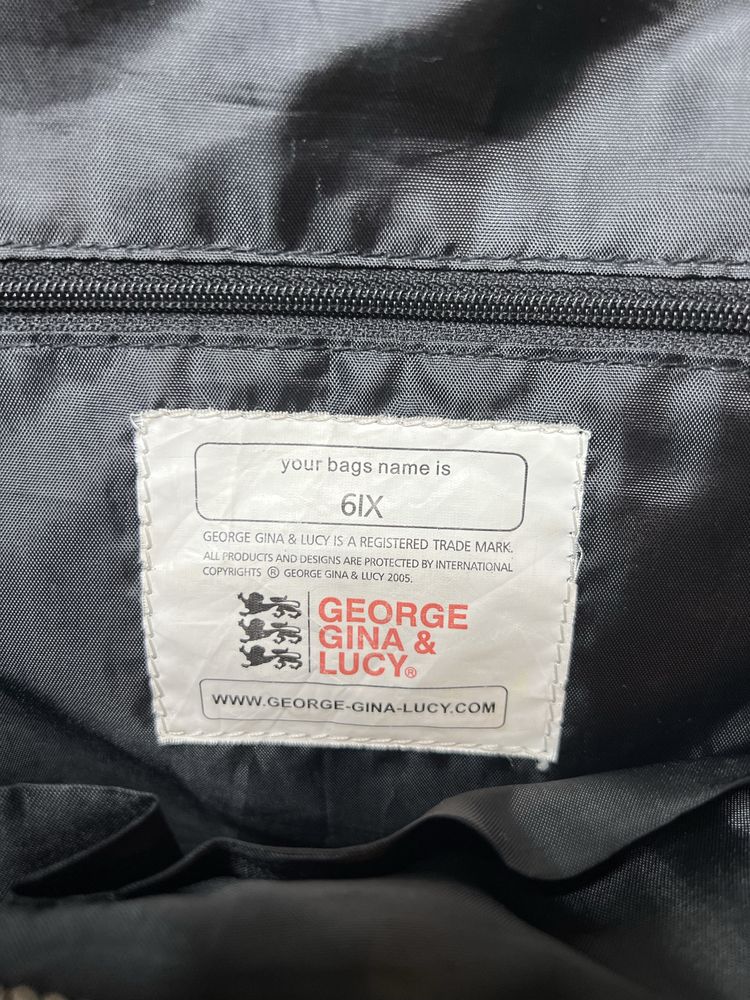 your bags name is
6IX
GEORGE GINA & LUCY IS A REGISTERED TRADE MARK.
ALL PRODUCTS AND DESIGNS ARE PROTECTED BY INTERNATIONAL
COPYRIGHTS ® GEORGE GINA & LUCY 2005.
GEORGE
GINA &
LUCY®
WWW.GEORGE-GINA-LUCY.COM